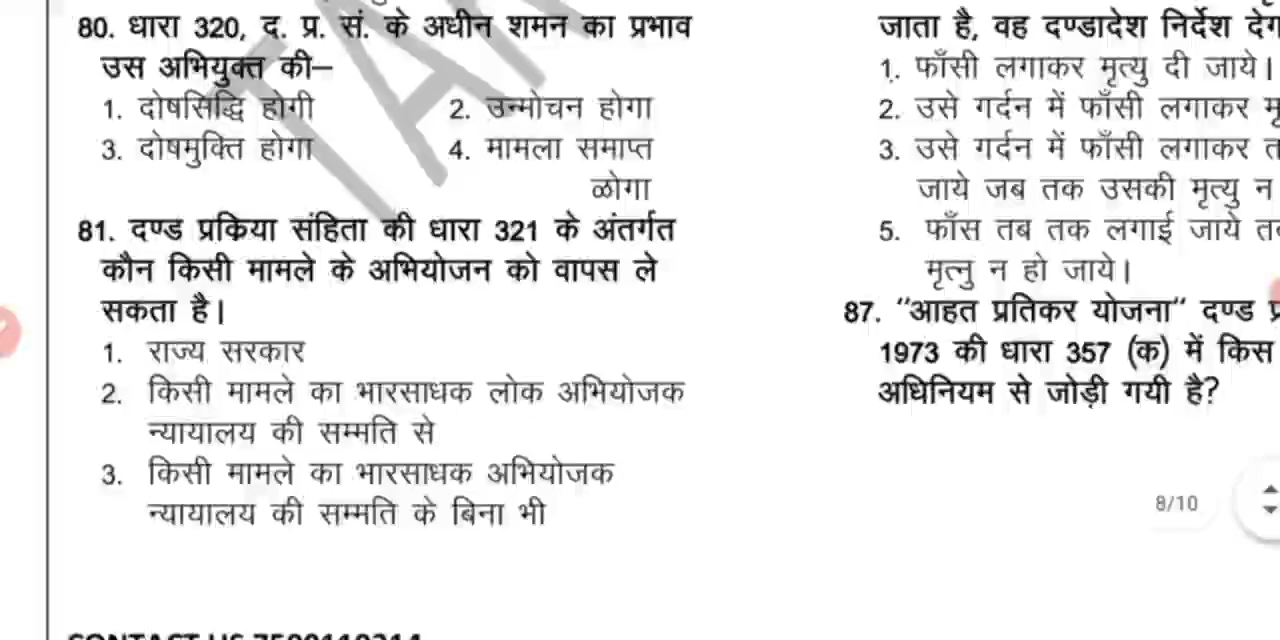 80. धारा 320, द. प्र. सं. के अधीन शमन का प्रभाव
उस अभियुक्त की–
1. दोषसिद्धि होगी 2. उन्मोचन होगा
3. दोषमुक्ति होगा 4. मामला समाप्त
ळोगा
81. दण्ड प्रकिया संहिता की धारा 321 के अंतर्गत
कौन किसी मामले के अभियोजन को वापस ले
सकता है।
1. राज्य सरकार
2. किसी मामले का भारसाधक लोक अभियोजक
न्यायालय की सम्मति से
3. किसी मामले का भारसाधक अभियोजक
न्यायालय की सम्मति के बिना भी
जाता है, वह दण्डादेश निर्देश
1. फाँसी लगाकर मृत्यु दी जाये।
2. उसे गर्दन में फाँसी लगाकर
3. उसे गर्दन में फाँसी लगाकर
जाये जब तक उसकी मृत्यु न
5. फाँस तब तक लगाई जाये
मृत्नु न हो जाये।
87. "आहत प्रतिकर योजना" दण्ड
1973 की धारा 357 (क) में किस
अधिनियम से जोड़ी गयी है?
8/10